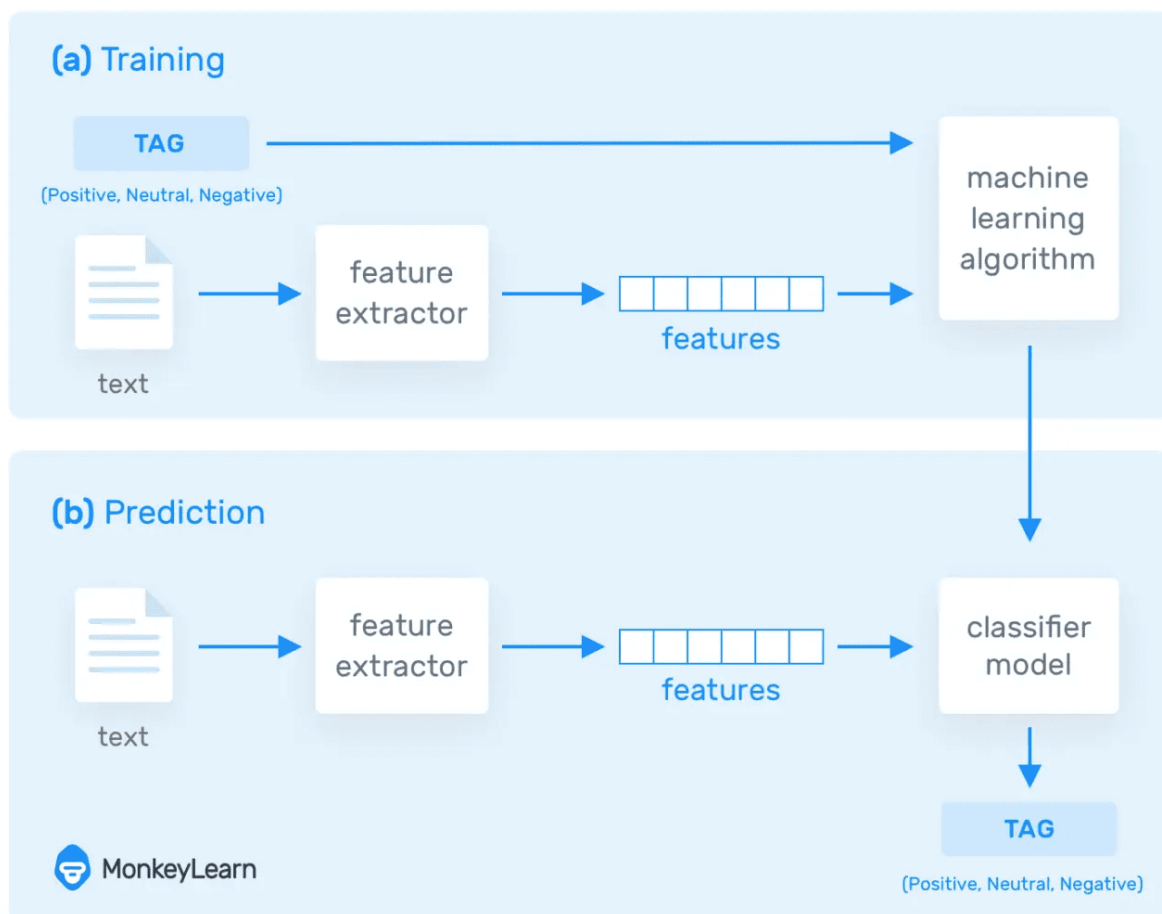 (a) Training
TAG
(Positive, Neutral, Negative)
text
feature
extractor
features
machine
learning
algorithm
(b) Prediction
text
feature
extractor
features
classifier
model
TAG
(Positive, Neutral, Negative)
MonkeyLearn